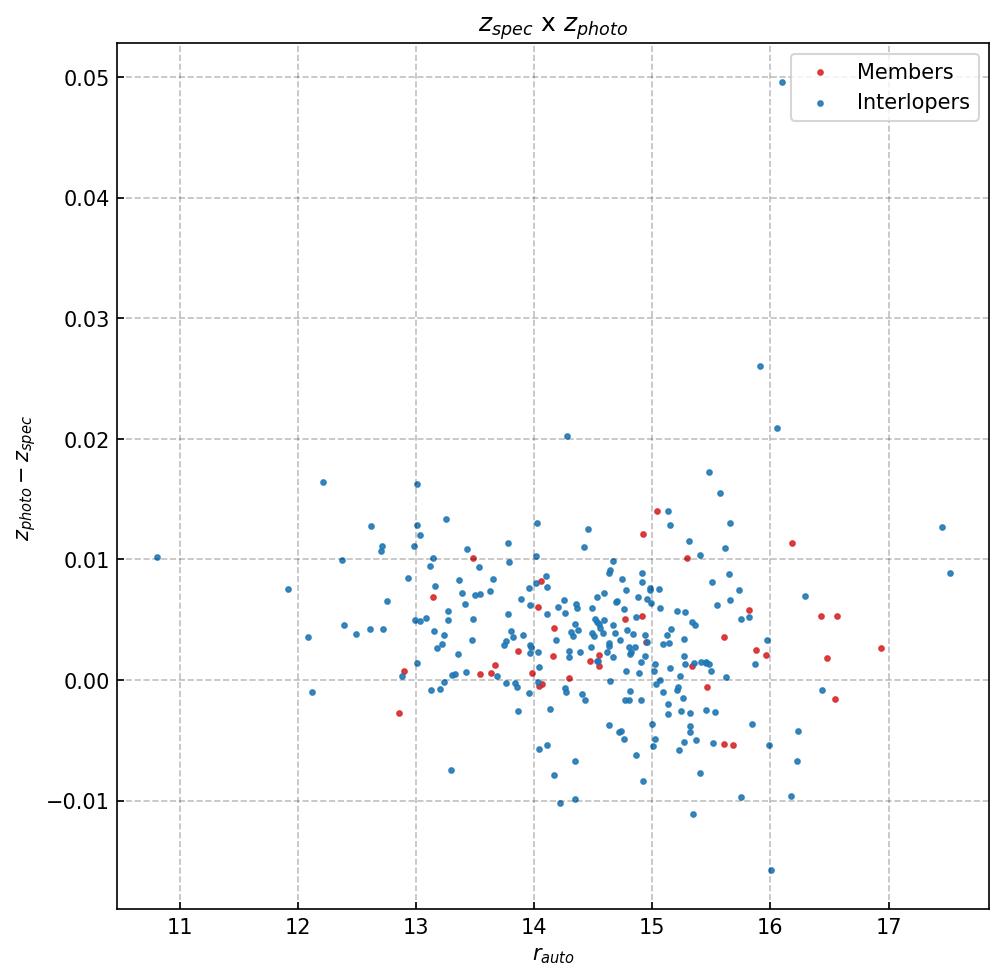 z_spec x z_photo
0.05
Members
Interlopers
0.04
0.03
0.02
z_photo − z_spec
0.01
0.00
−0.01
11 12 13 14 15 16 17
r_auto